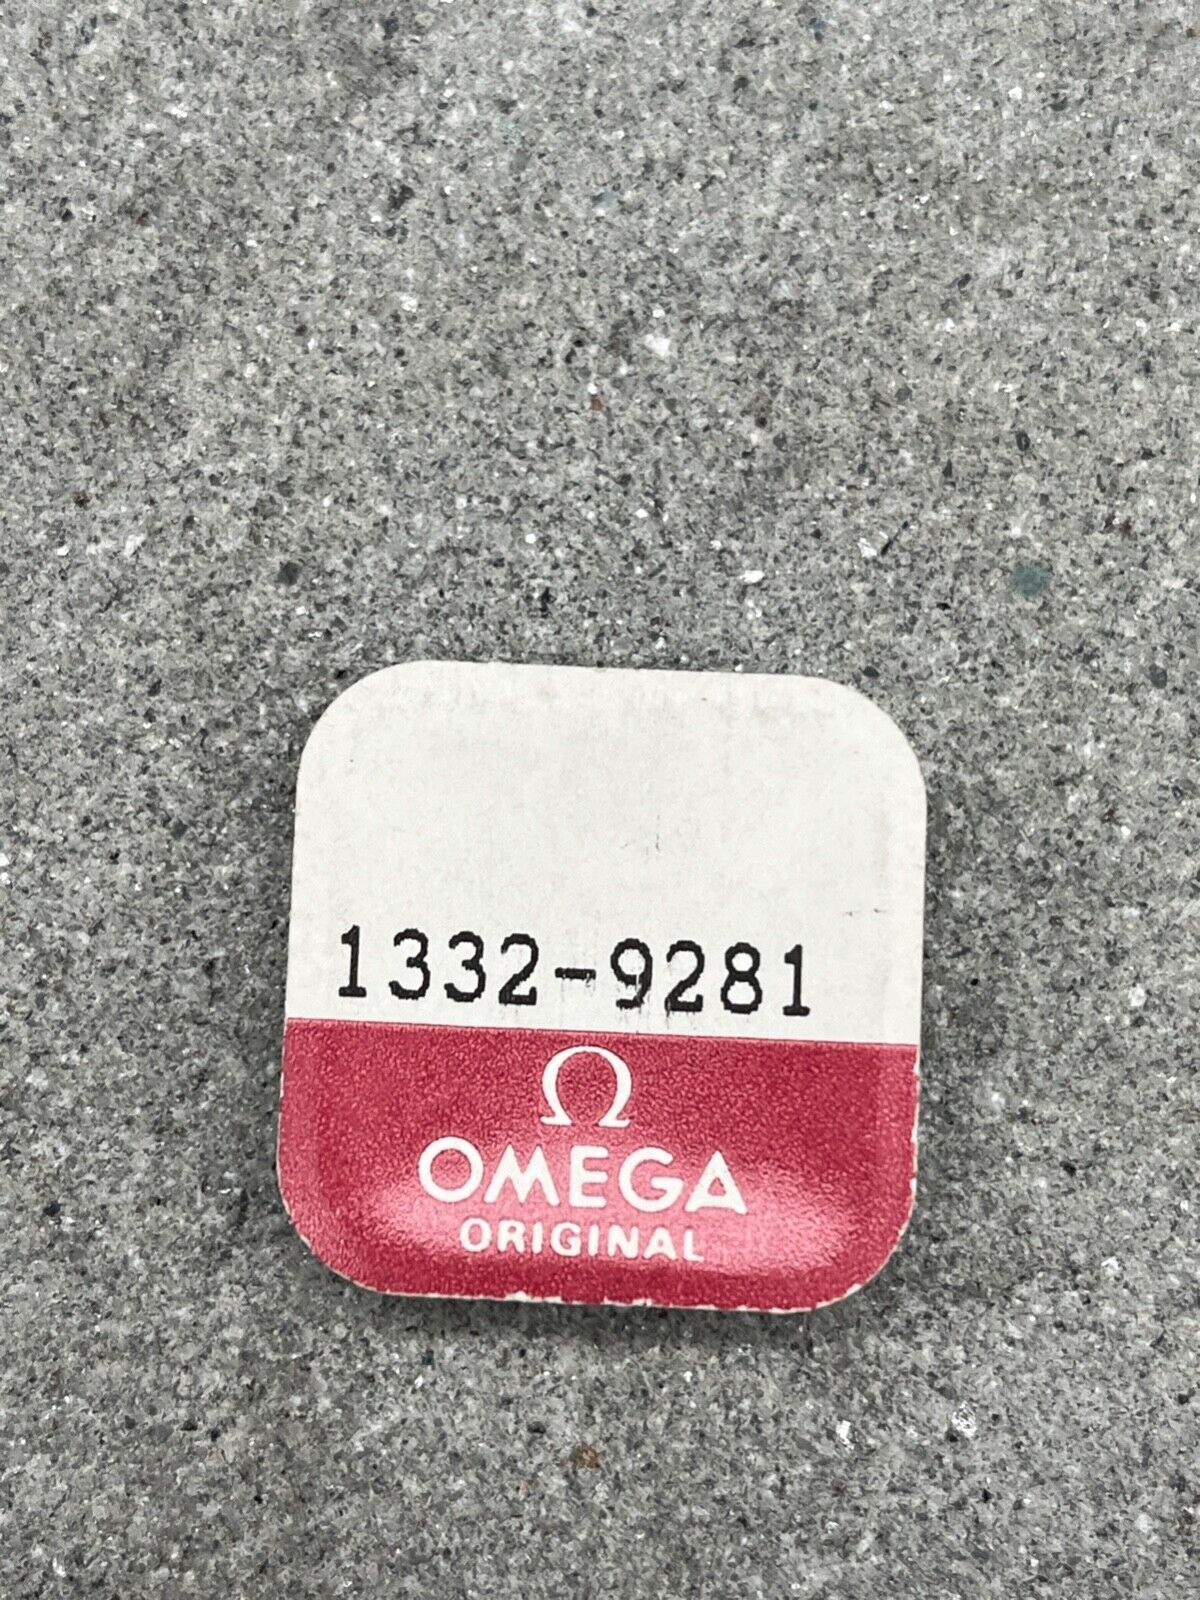 1332-9281
Ω
OMEGA
ORIGINAL